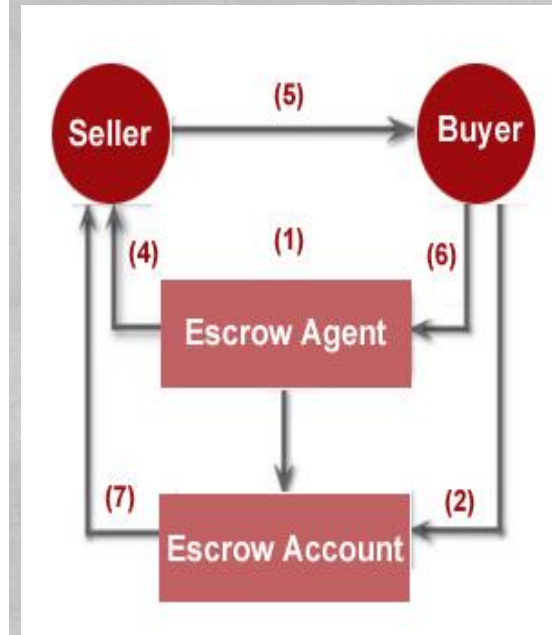 (5)
Seller
Buyer
(4)
(1)
(6)
Escrow Agent
(7)
(2)
Escrow Account